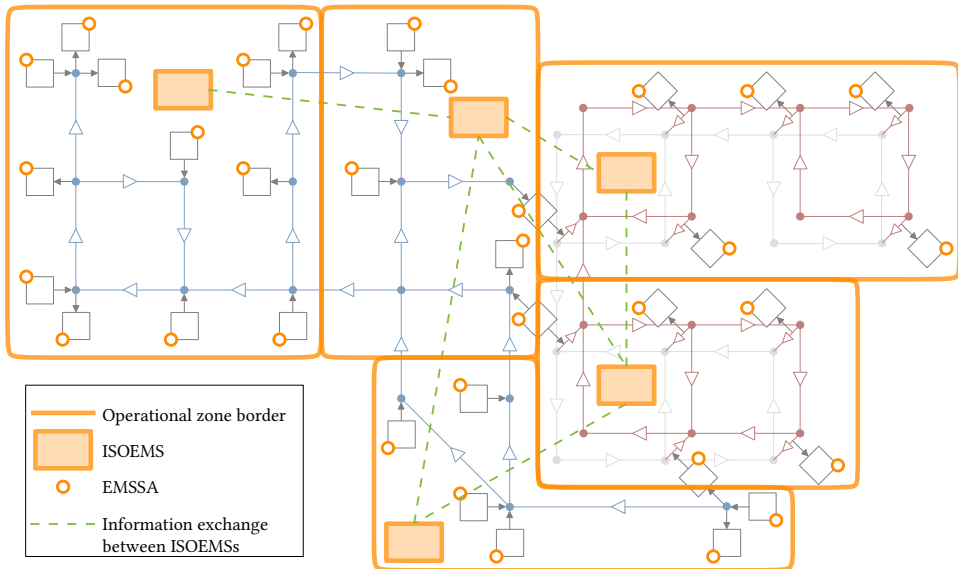 Operational zone border
ISOEMS
EMSSA
Information exchange
between ISOEMSs